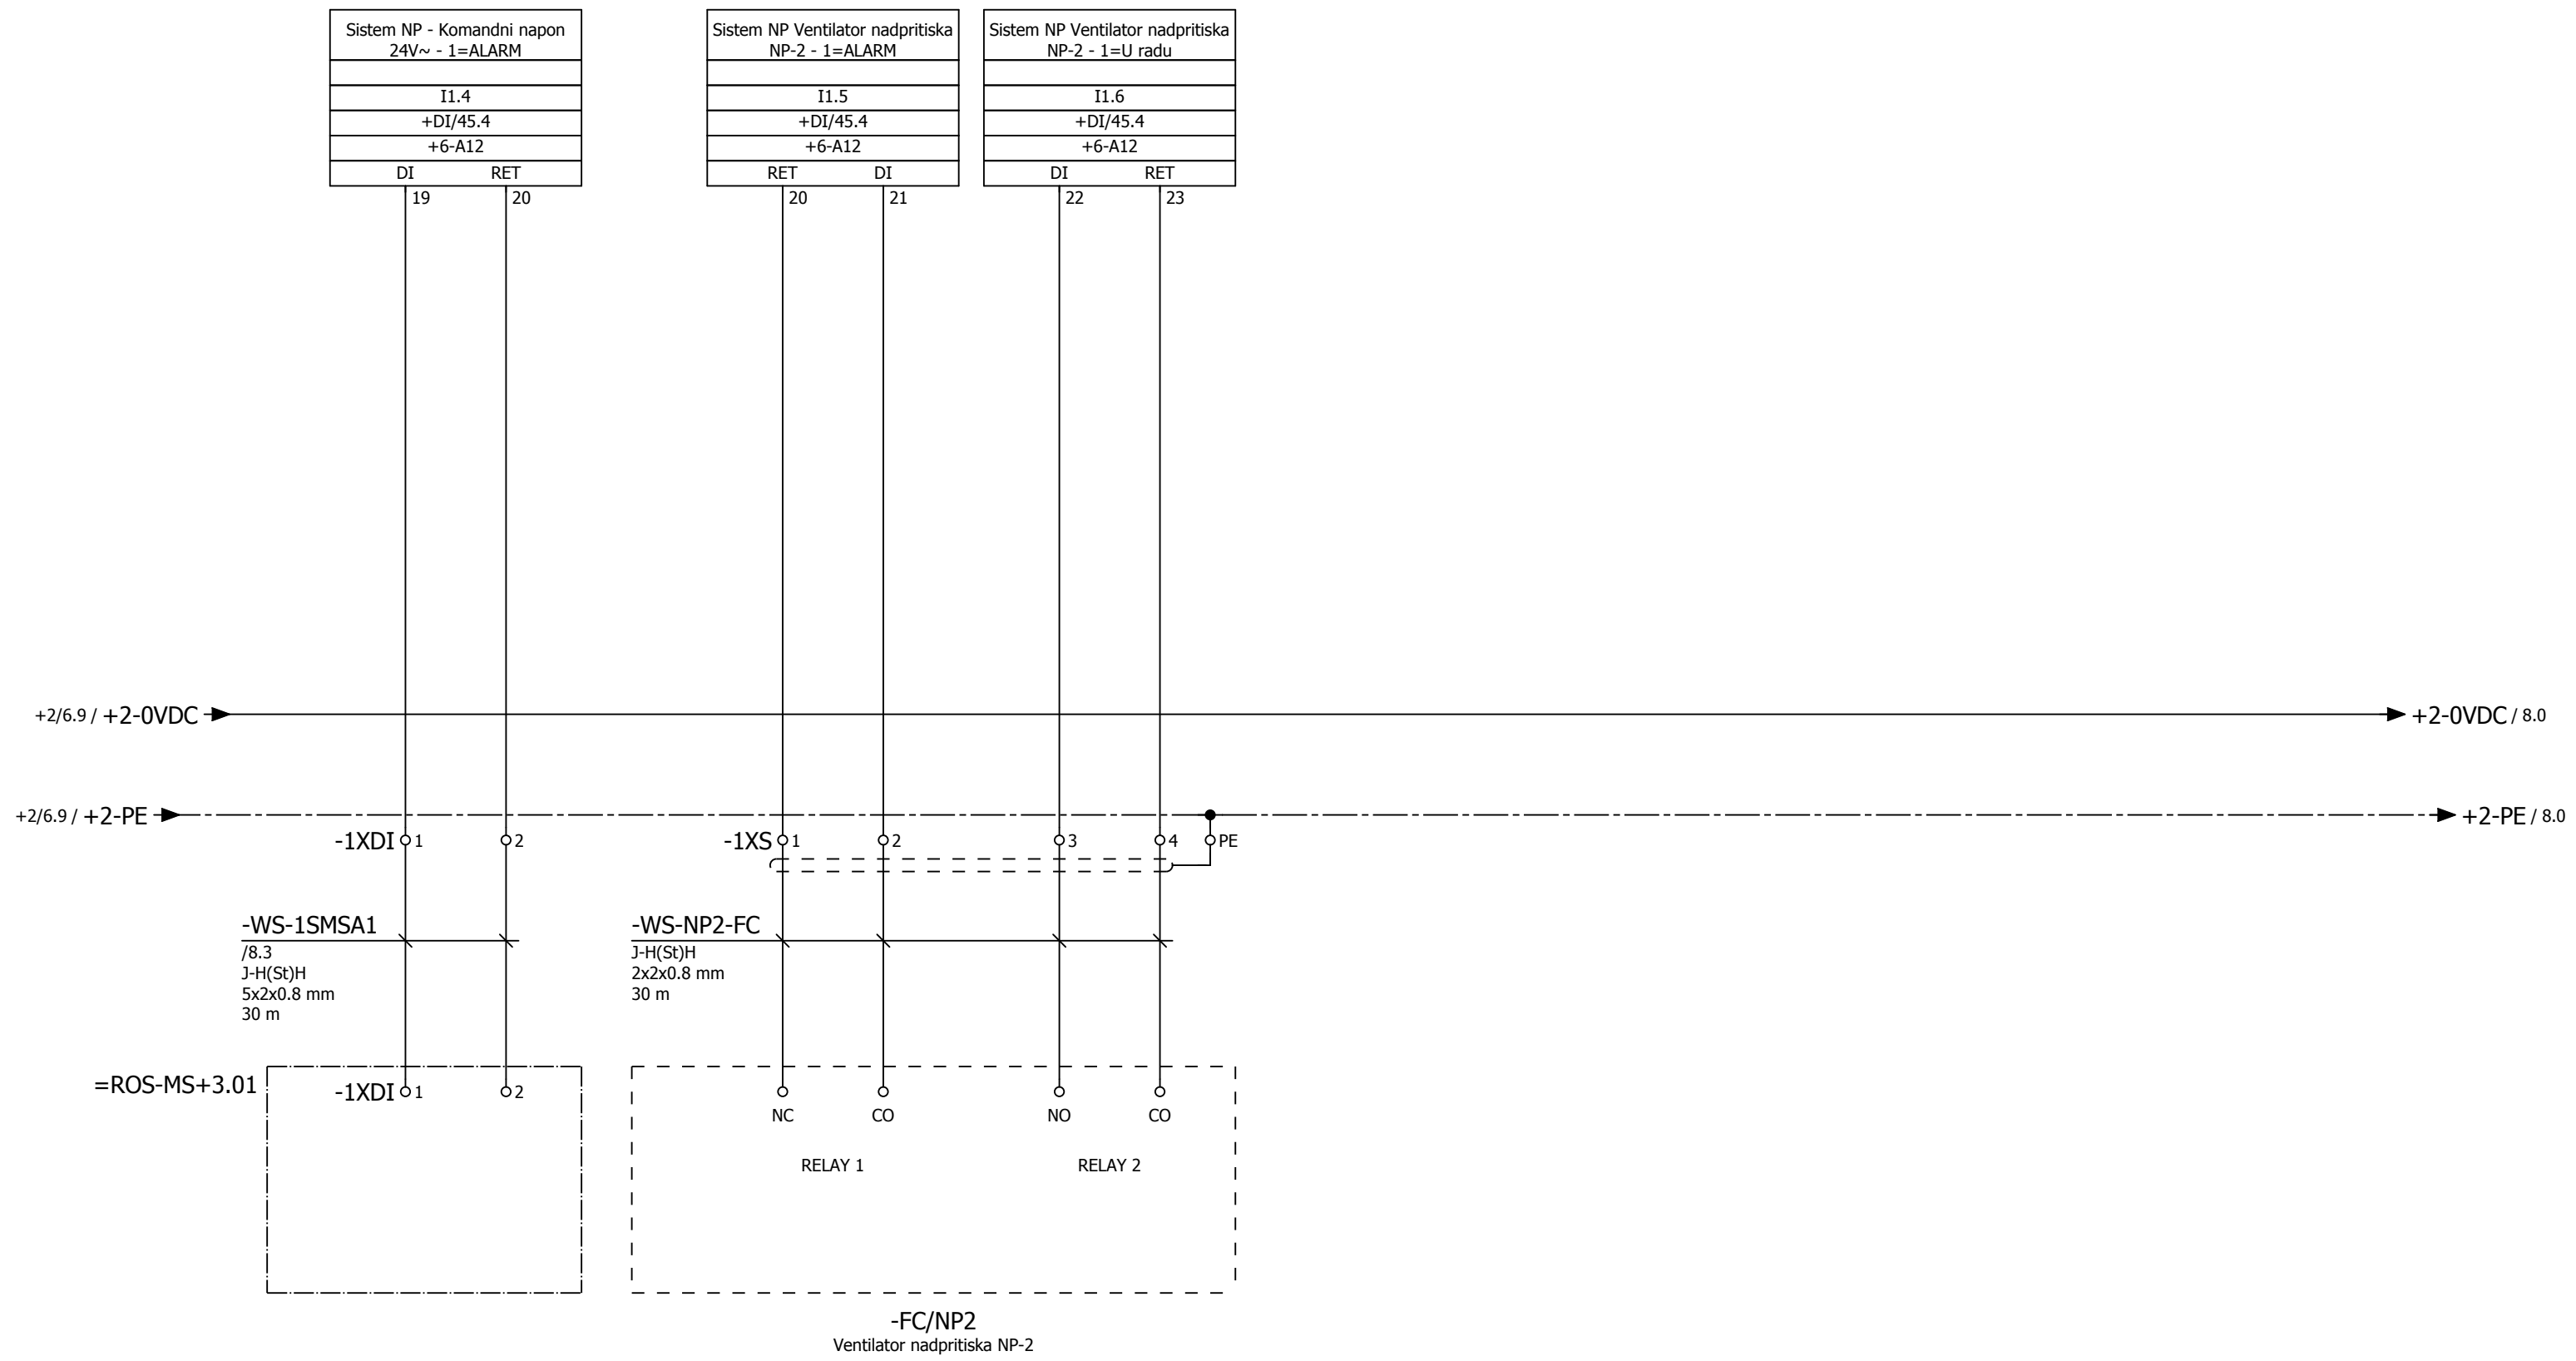 Sistem NP - Komandni napon
24V~ - 1=ALARM
I1.4
+DI/45.4
+6-A12
DI RET
19 20
Sistem NP Ventilator nadpritiska
NP-2 - 1=ALARM
I1.5
+DI/45.4
+6-A12
RET DI
20 21
Sistem NP Ventilator nadpritiska
NP-2 - 1=U radu
I1.6
+DI/45.4
+6-A12
DI RET
22 23
+2/6.9 / +2-0VDC
+2-0VDC / 8.0
+2/6.9 / +2-PE
+2-PE / 8.0
-1XDI 1 2
-1XS 1 2 3 4 PE
-WS-1SMSA1
/8.3
J-H(St)H
5x2x0.8 mm
30 m
-WS-NP2-FC
J-H(St)H
2x2x0.8 mm
30 m
=ROS-MS+3.01
-1XDI 1 2
NC CO NO CO
RELAY 1 RELAY 2
-FC/NP2
Ventilator nadpritiska NP-2